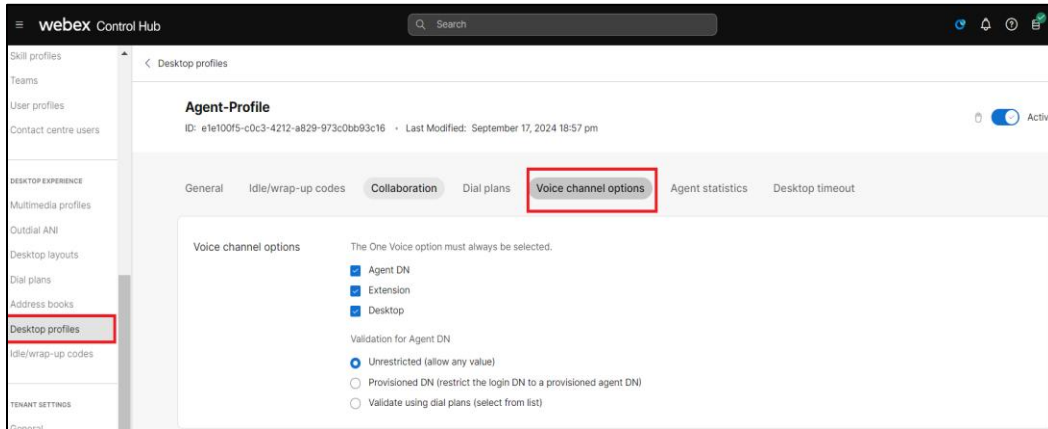 webex Control Hub
Search
Skill profiles
Teams
User profiles
Contact centre users
DESKTOP EXPERIENCE
Multimedia profiles
Outdial ANI
Desktop layouts
Dial plans
Address books
Desktop profiles
Idle/wrap-up codes
TENANT SETTINGS
General
Desktop profiles
Agent-Profile
ID: e1e100f5-c0c3-4212-a829-973c0bb93c16 • Last Modified: September 17, 2024 18:57 pm
Activ
General Idle/wrap-up codes Collaboration Dial plans Voice channel options Agent statistics Desktop timeout
Voice channel options
The One Voice option must always be selected.
Agent DN
Extension
Desktop
Validation for Agent DN
Unrestricted (allow any value)
Provisioned DN (restrict the login DN to a provisioned agent DN)
Validate using dial plans (select from list)